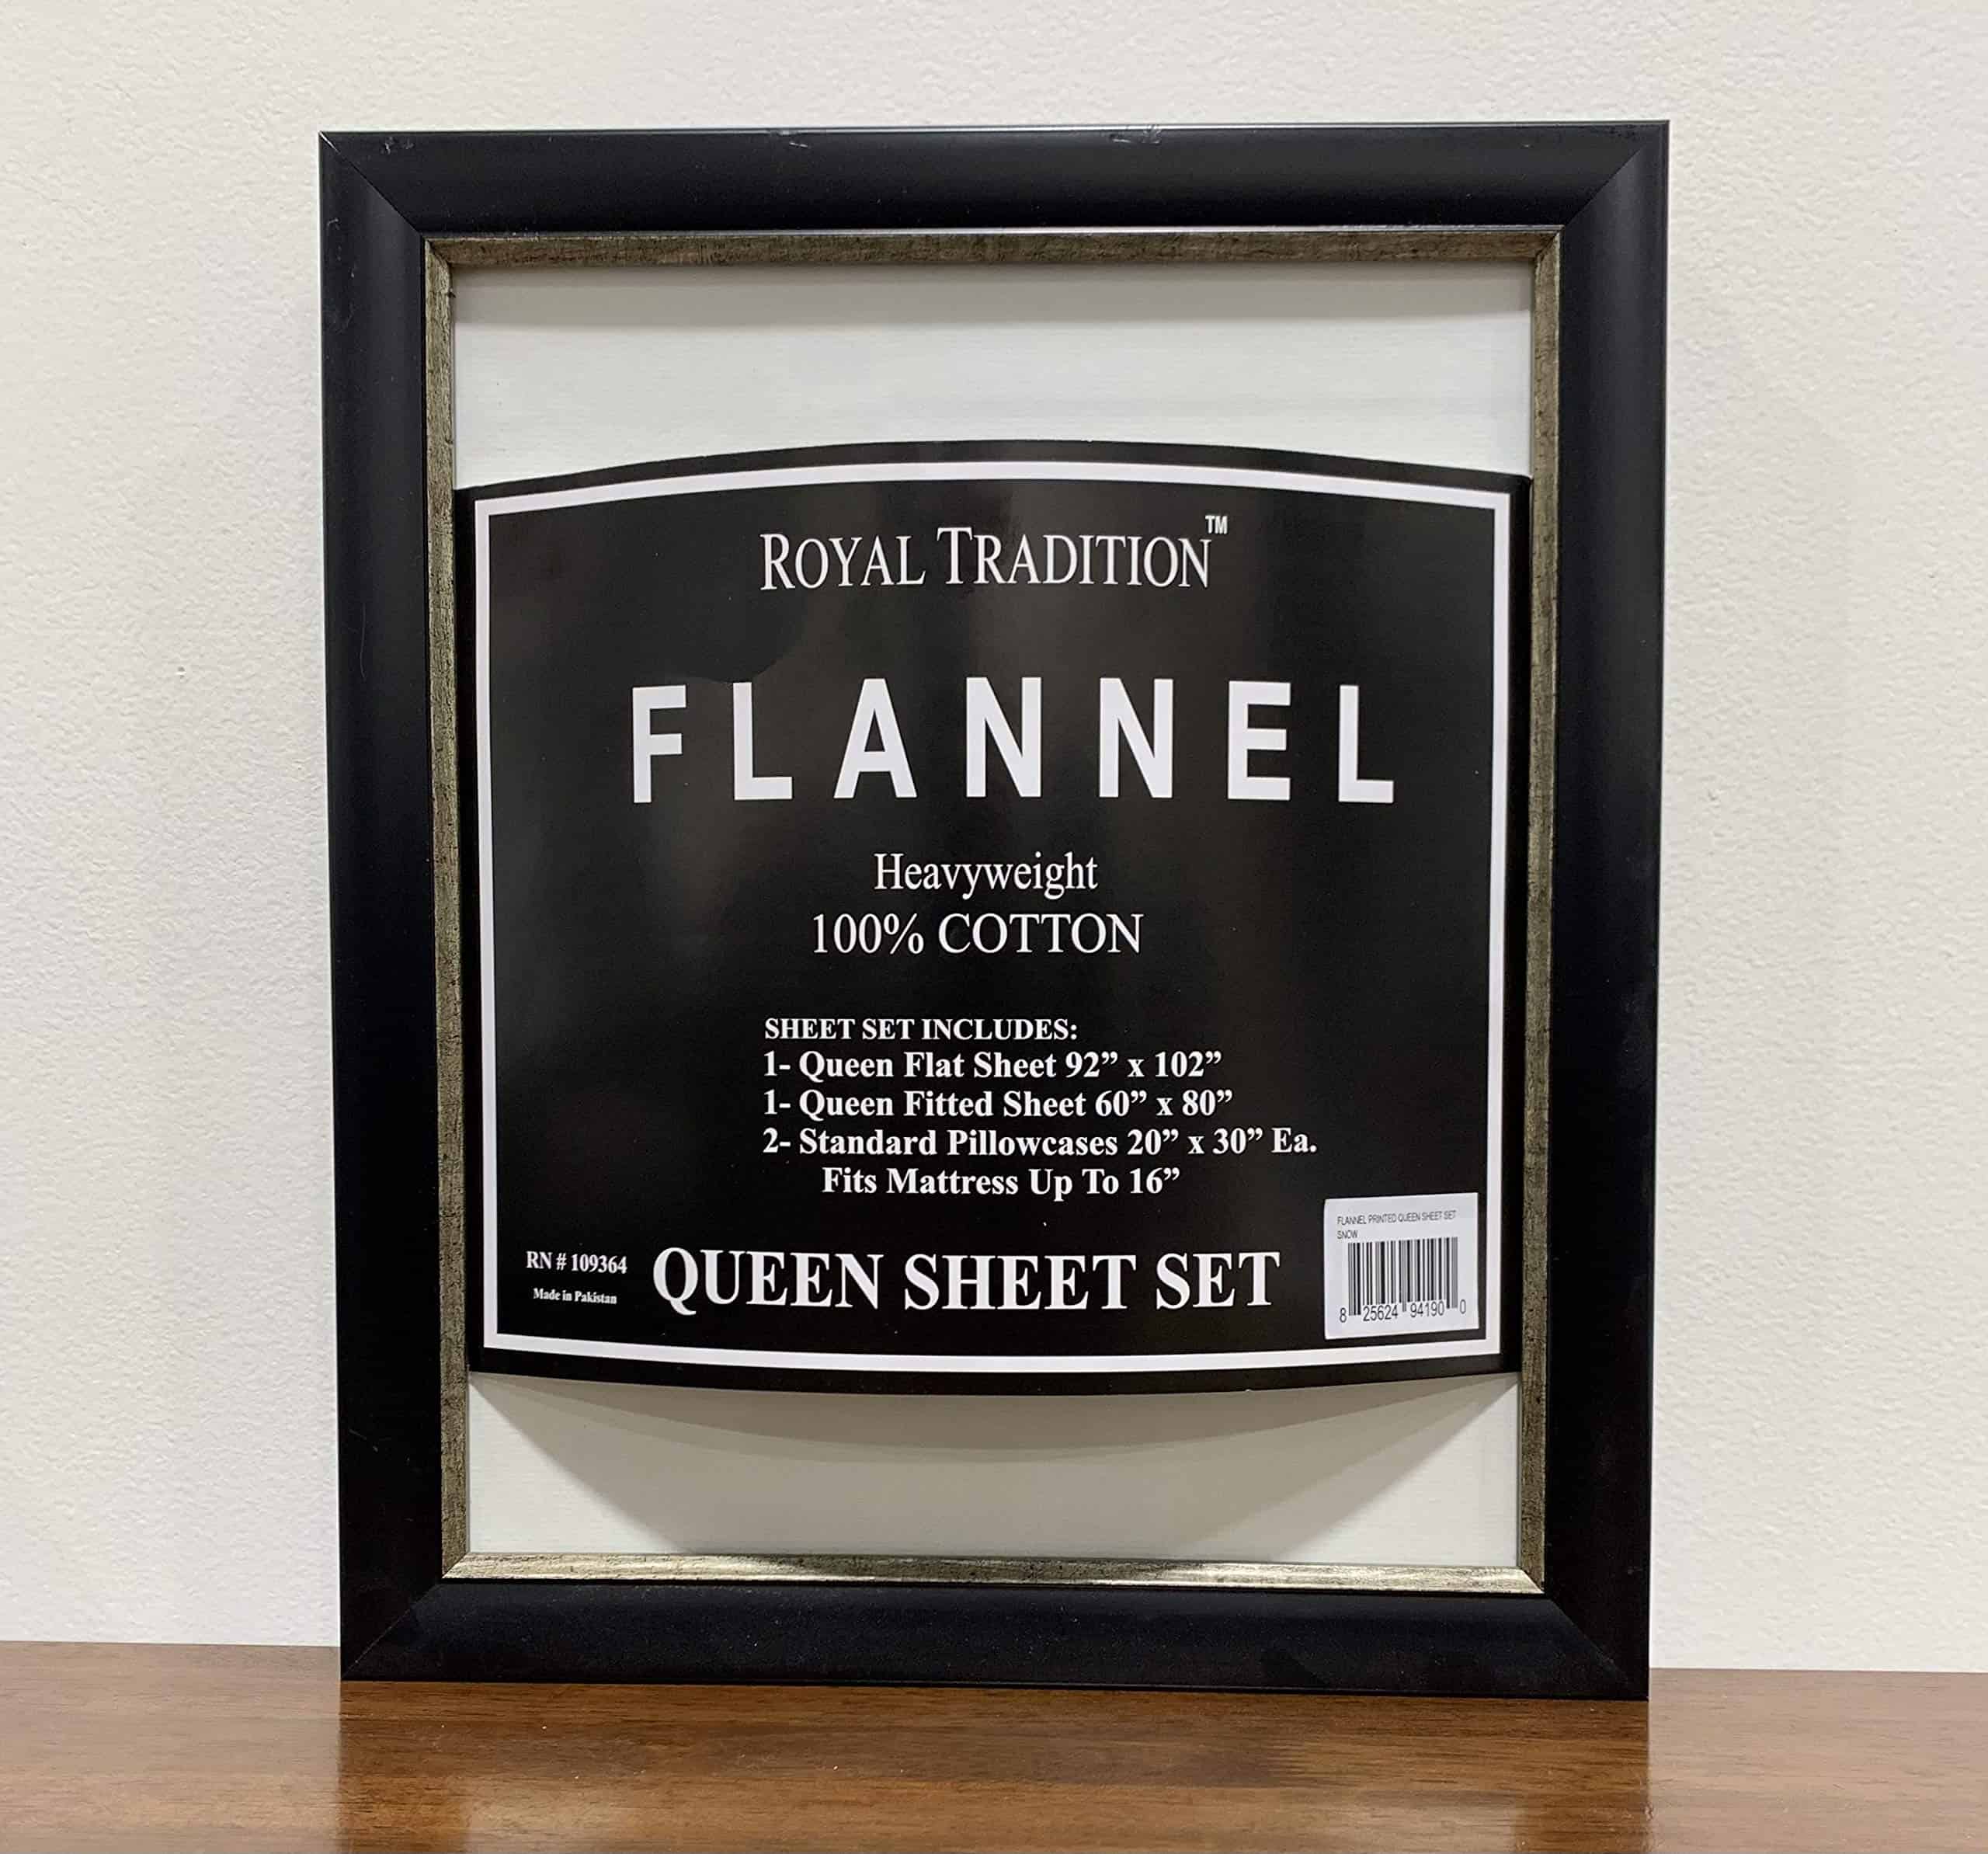 ROYAL TRADITION™
FLANNEL
Heavyweight
100% COTTON
SHEET SET INCLUDES:
1- Queen Flat Sheet 92” x 102”
1- Queen Fitted Sheet 60” x 80”
2- Standard Pillowcases 20” x 30” Ea.
Fits Mattress Up To 16”
RN # 109364
Made in Pakistan
QUEEN SHEET SET
FLANNEL PRINTED QUEEN SHEET SET
SNOW
8 25624 94190 0